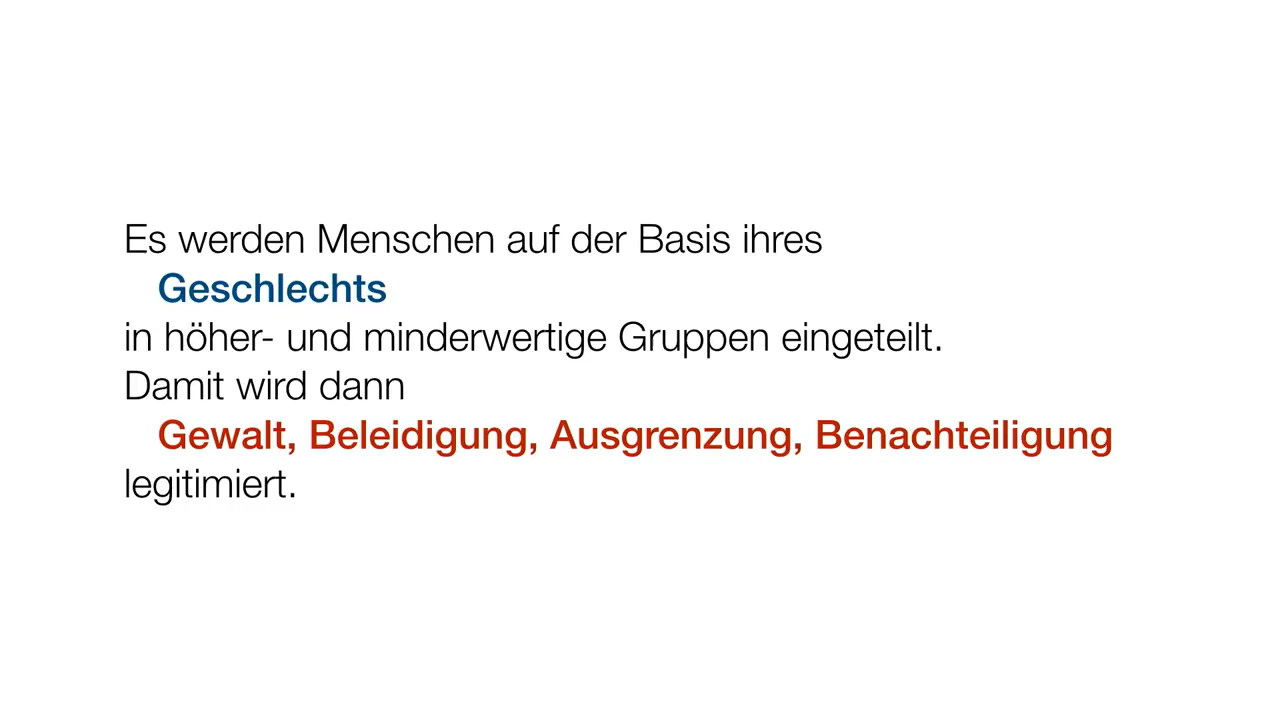 Es werden Menschen auf der Basis ihres
Geschlechts
in höher- und minderwertige Gruppen eingeteilt.
Damit wird dann
Gewalt, Beleidigung, Ausgrenzung, Benachteiligung
legitimiert.